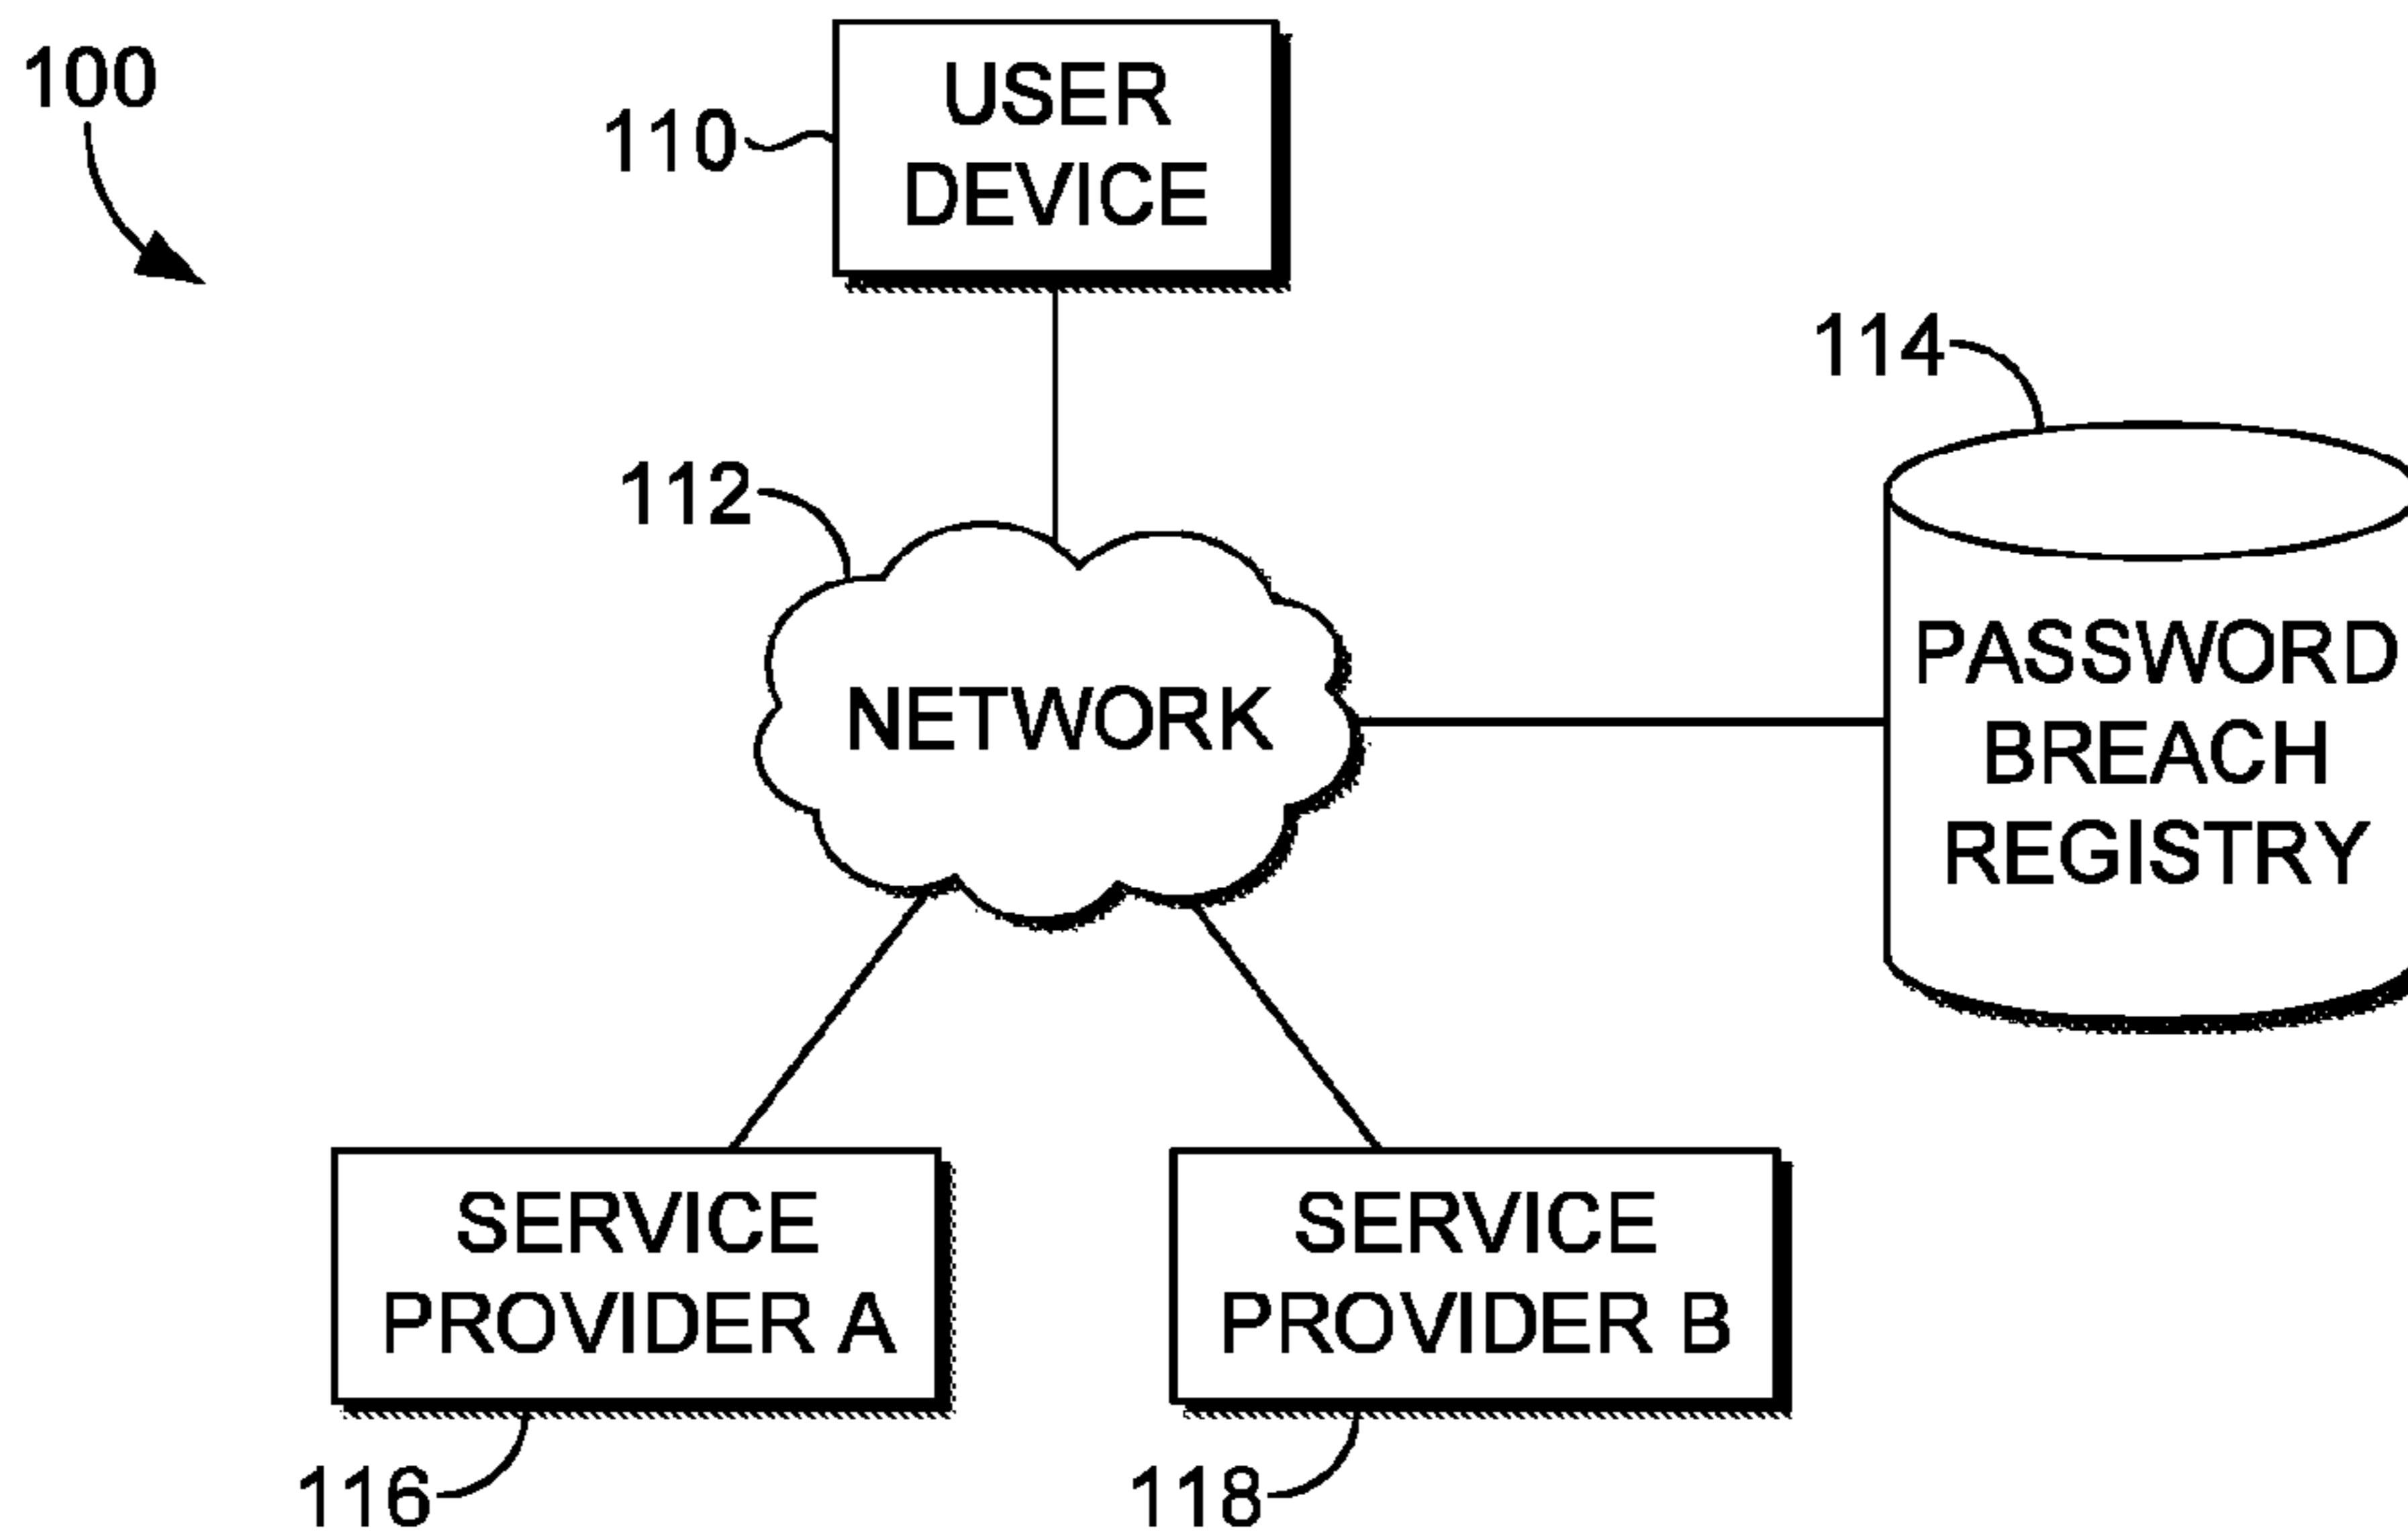 100
110
USER
DEVICE
114
112
NETWORK
PASSWORD
BREACH
REGISTRY
SERVICE
PROVIDER A
SERVICE
PROVIDER B
116
118